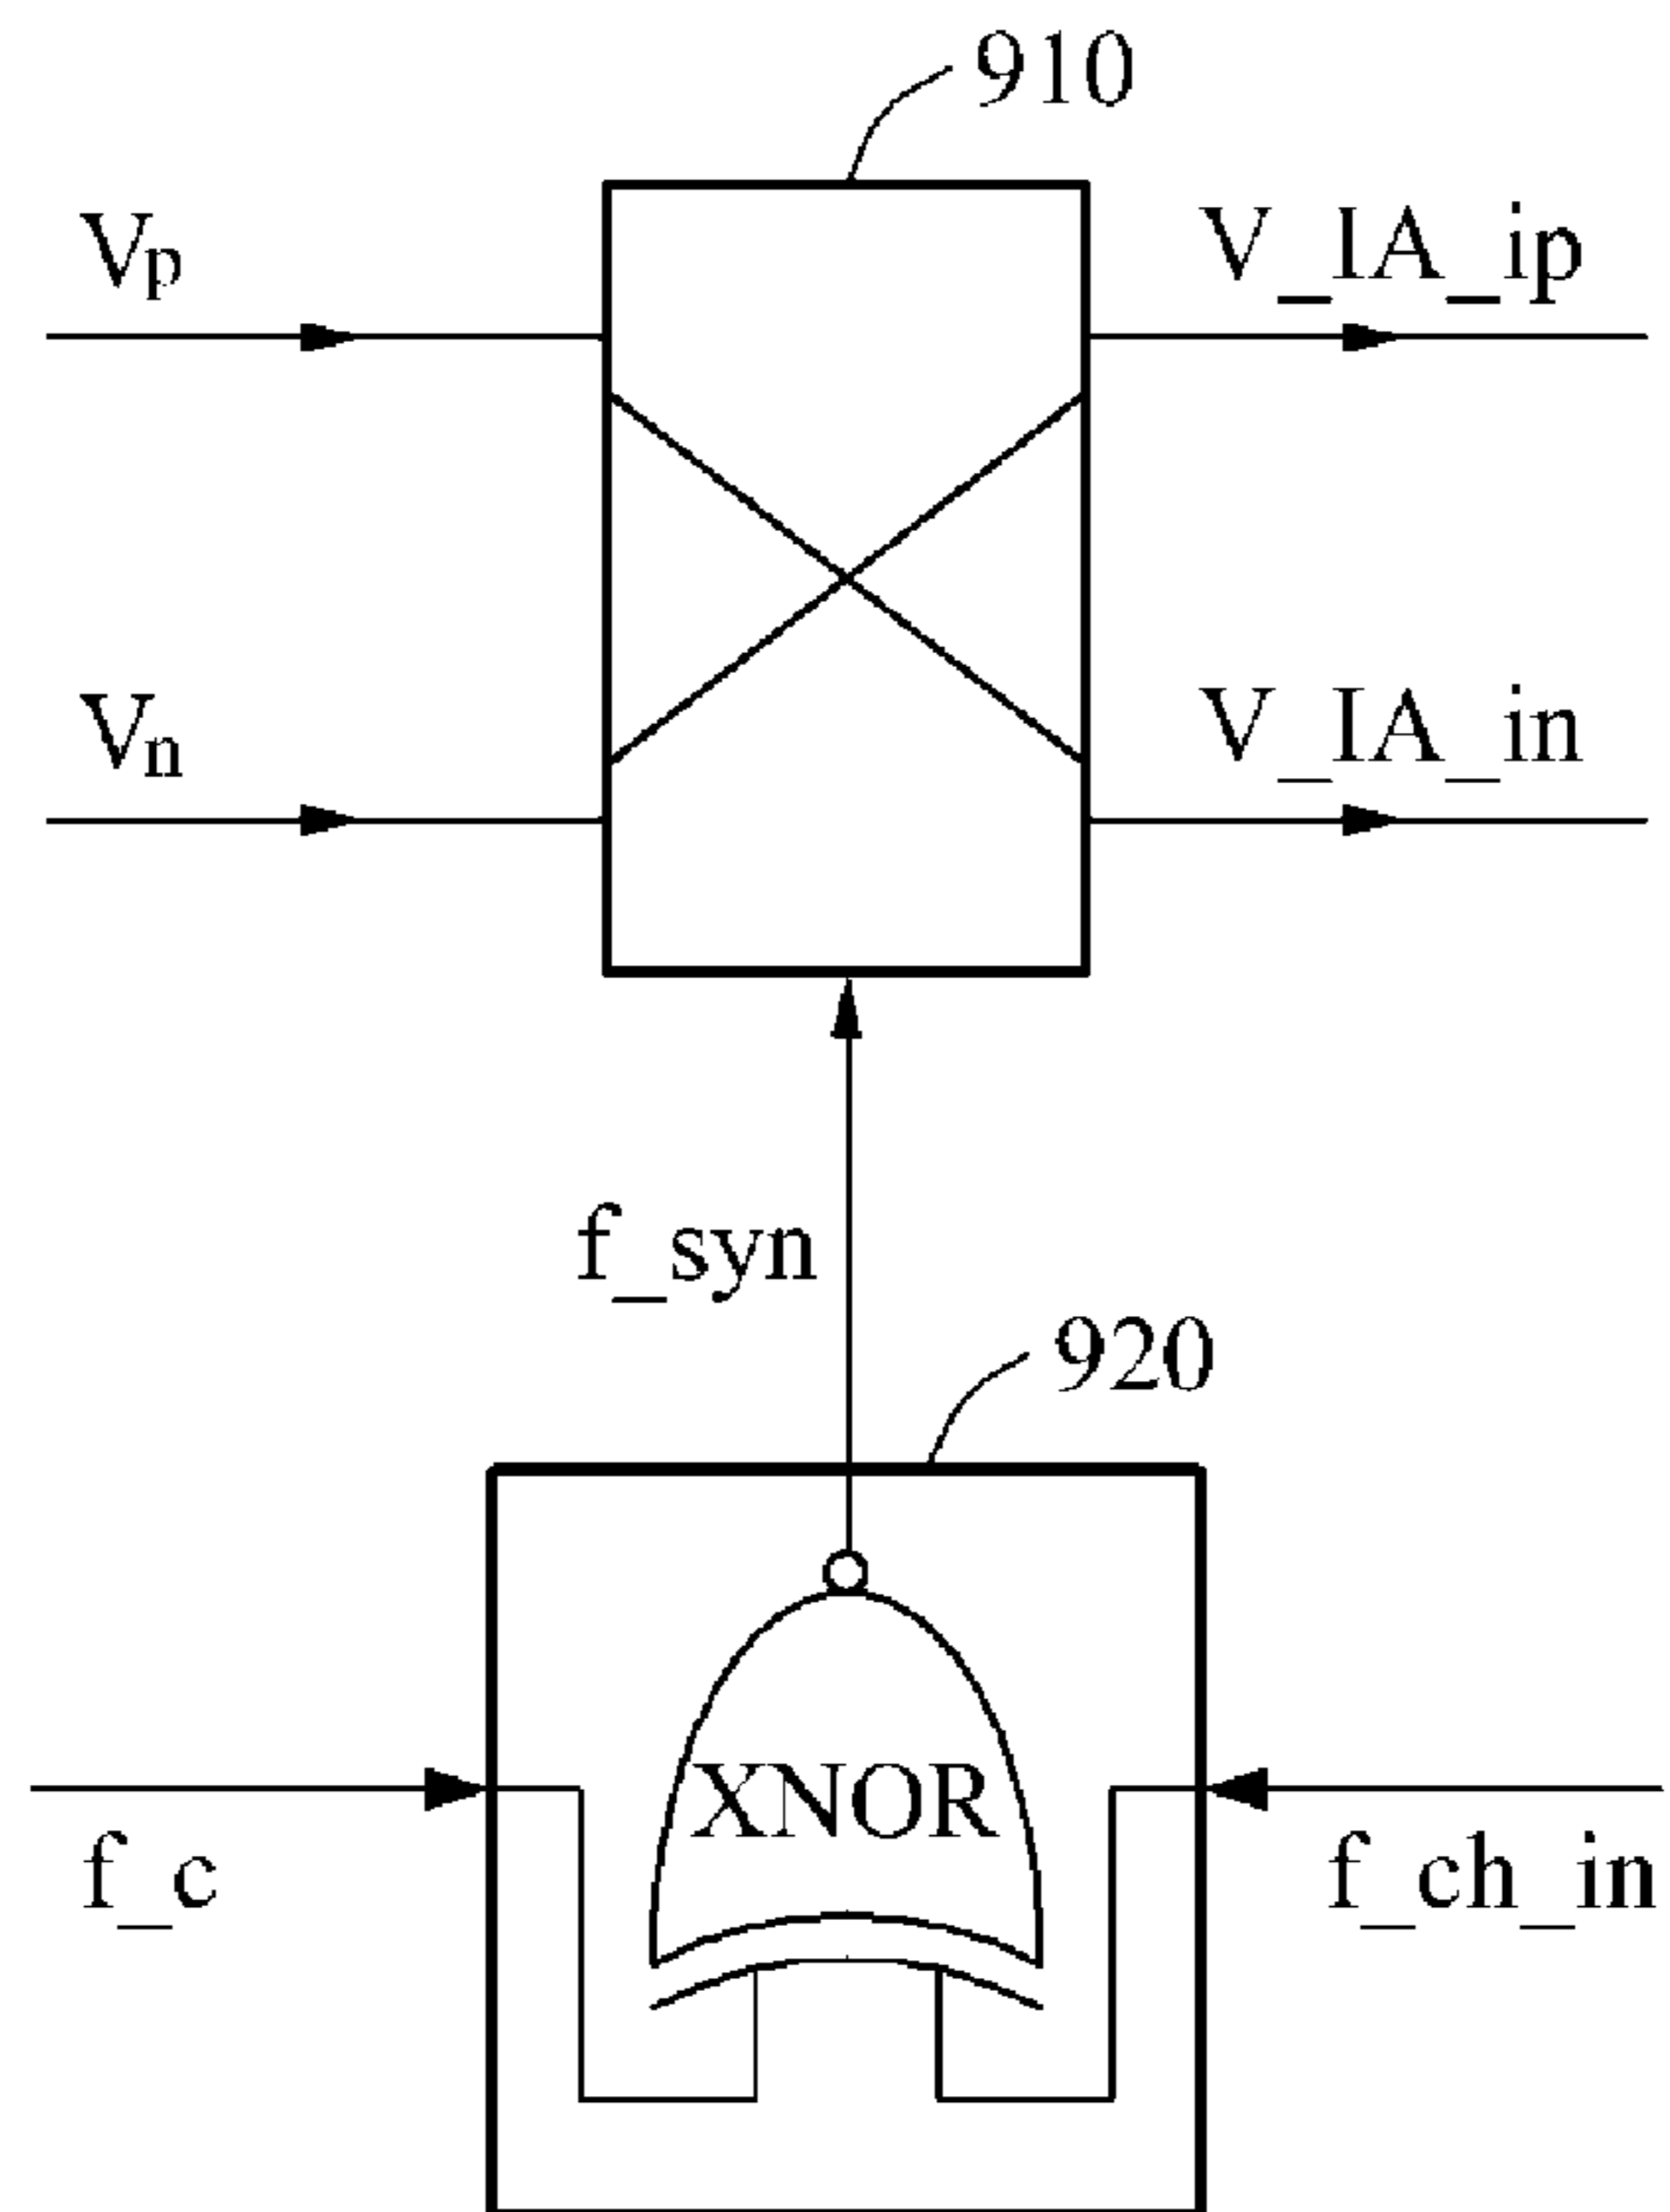 910
Vp
V_IA_ip
Vn
V_IA_in
f_syn
920
XNOR
f_c
f_ch_in